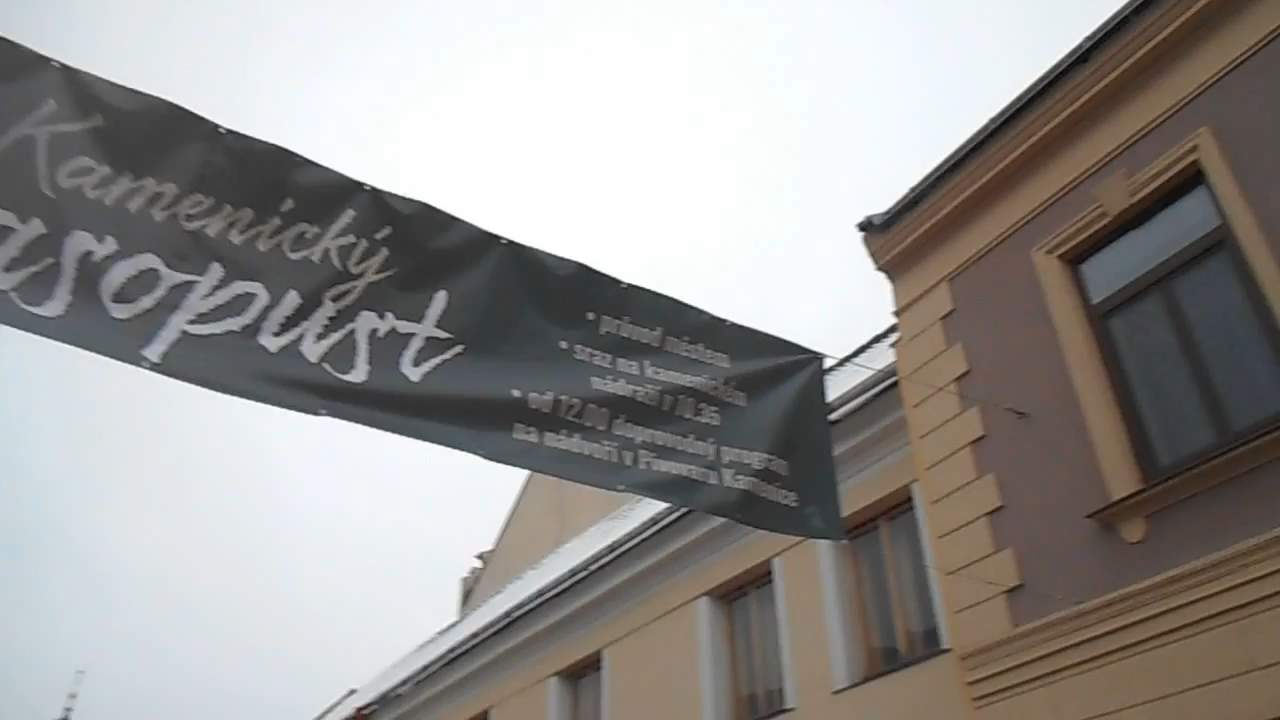 Kamenický
asopust
• průvod městem
• sraz na kamenickém
nádraží v 10.35
• od 12.00 doprovodný program
na nádvoří v Pivovaru Kamenice